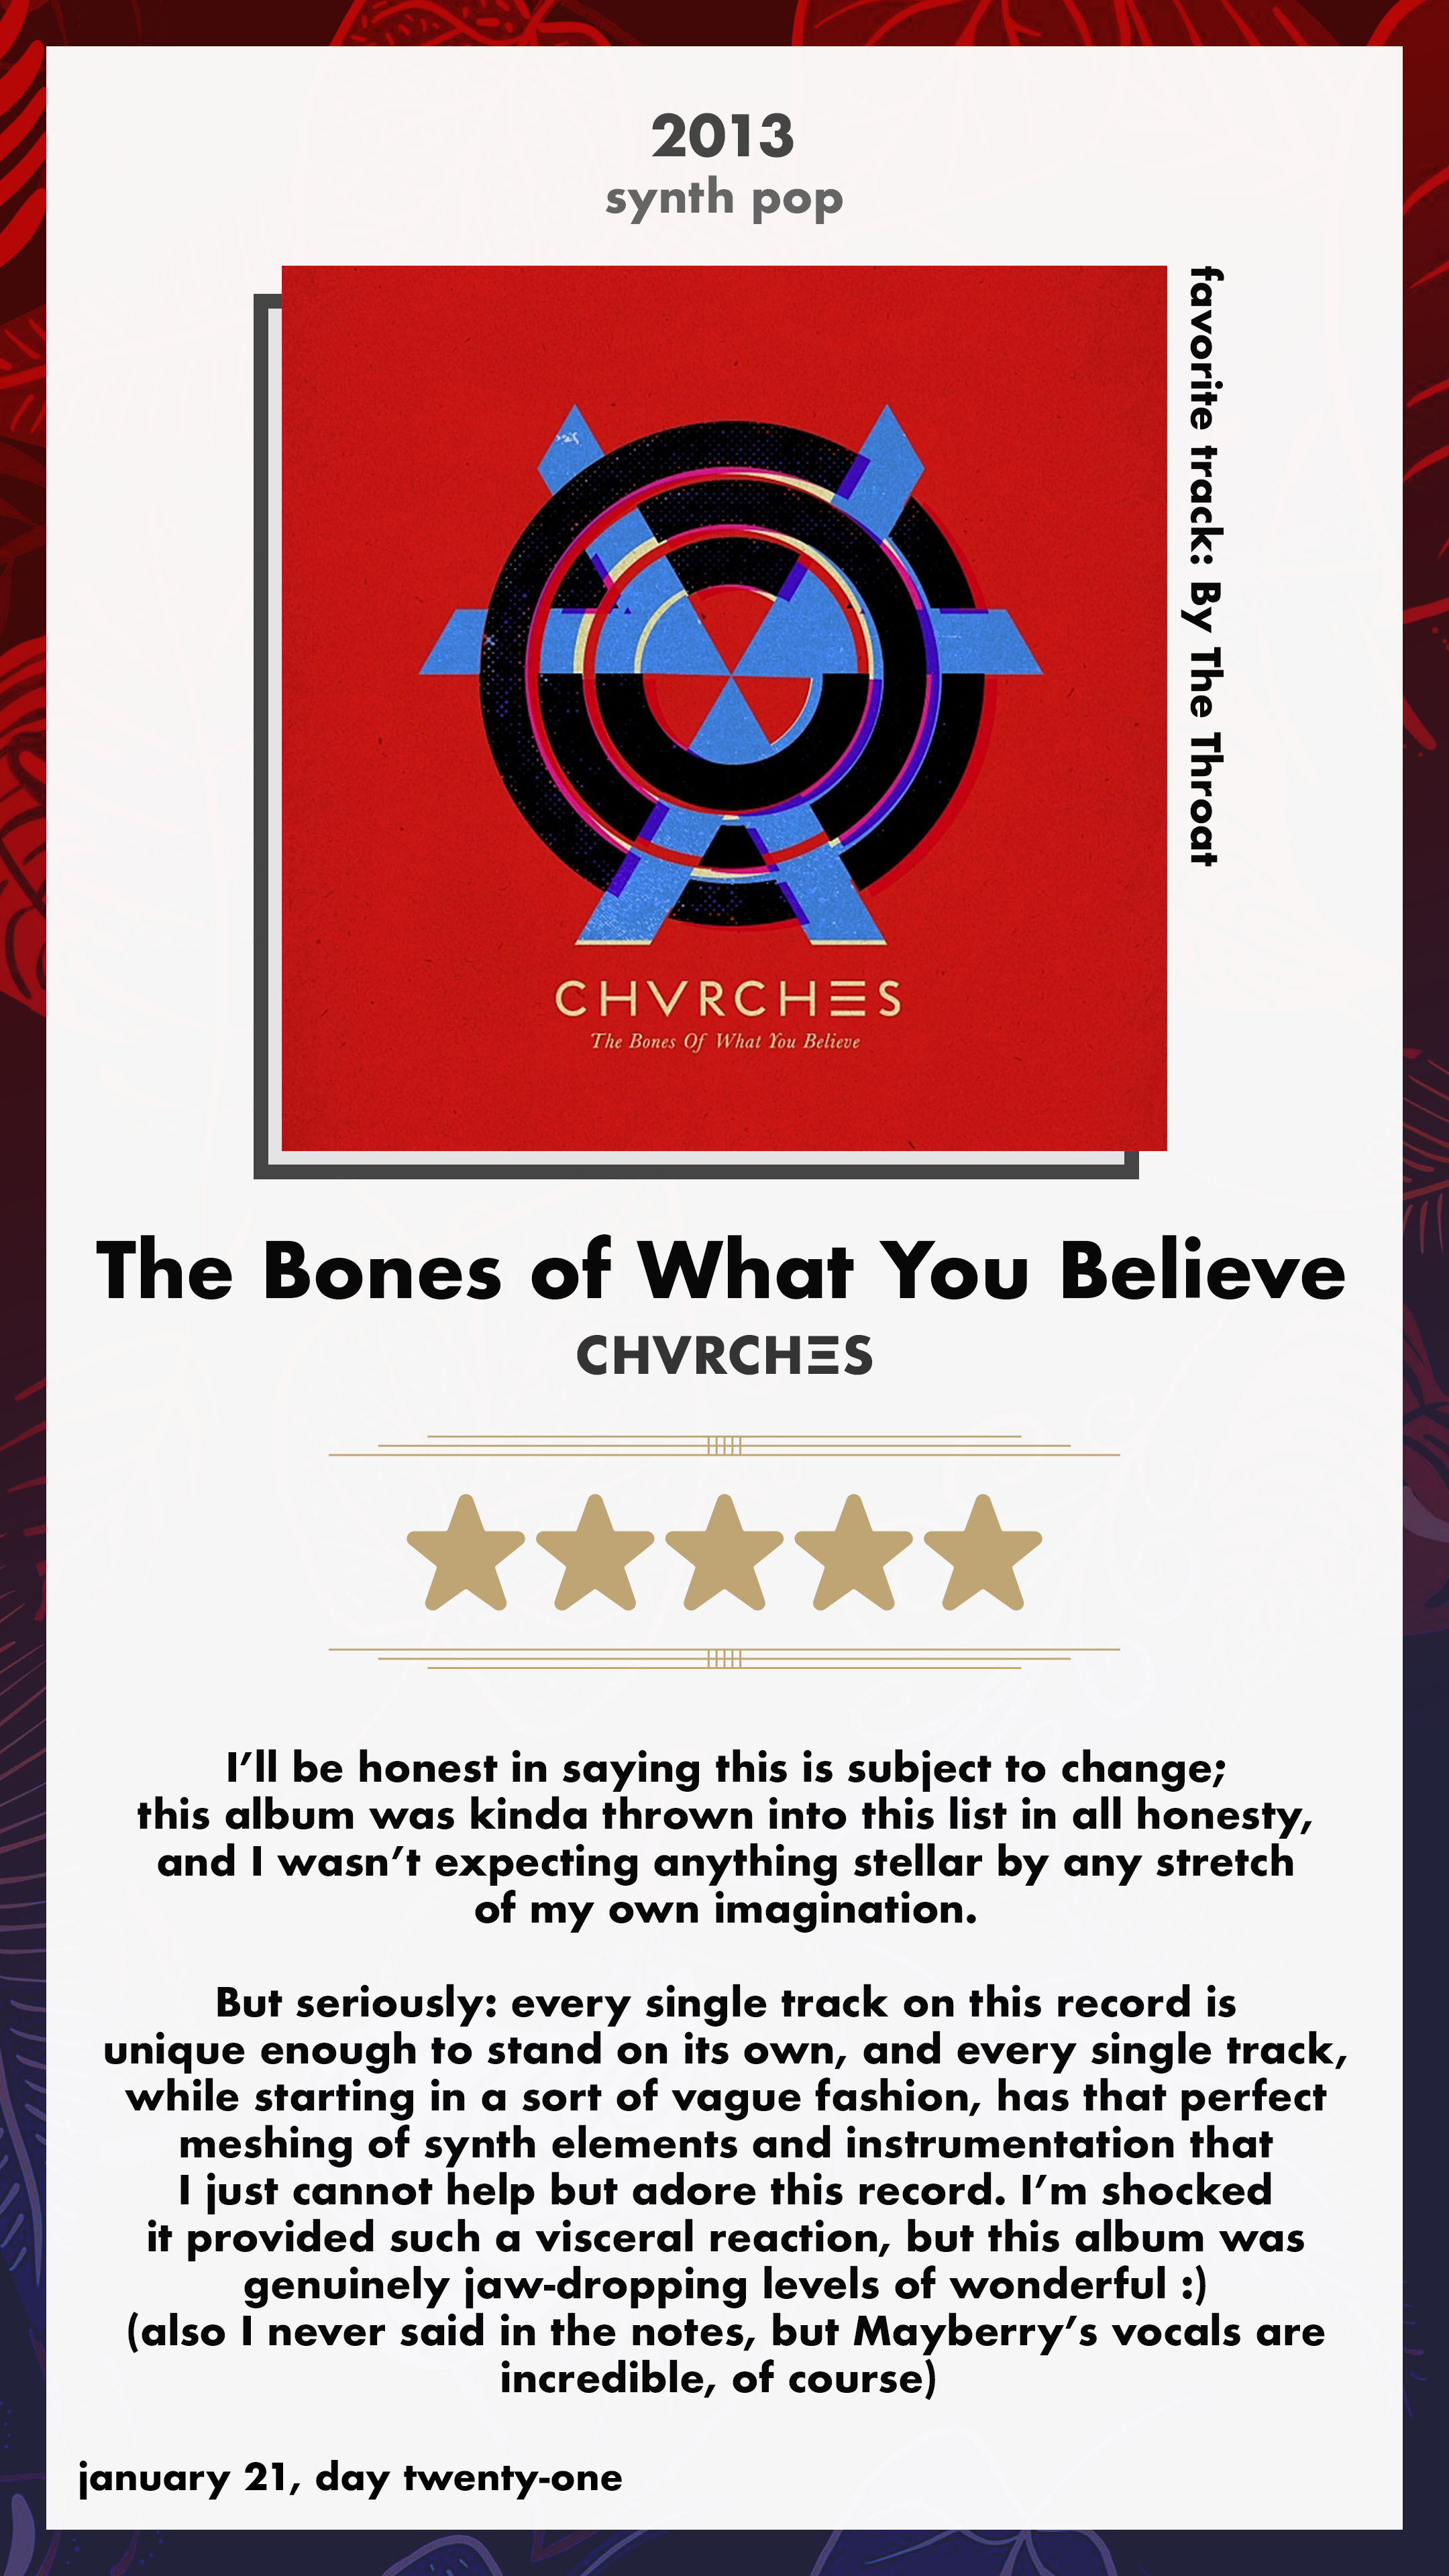 2013
synth pop
favorite track: By The Throat
CHVRCHΞS
The Bones Of What You Believe
The Bones of What You Believe
CHVRCHΞS
I’ll be honest in saying this is subject to change;
this album was kinda thrown into this list in all honesty,
and I wasn’t expecting anything stellar by any stretch
of my own imagination.
But seriously: every single track on this record is
unique enough to stand on its own, and every single track,
while starting in a sort of vague fashion, has that perfect
meshing of synth elements and instrumentation that
I just cannot help but adore this record. I’m shocked
it provided such a visceral reaction, but this album was
genuinely jaw-dropping levels of wonderful :)
(also I never said in the notes, but Mayberry’s vocals are
incredible, of course)
january 21, day twenty-one